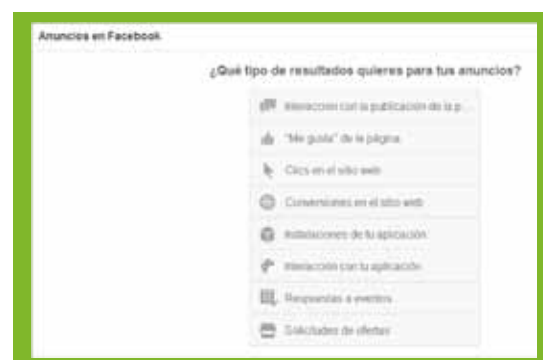 Anuncios en Facebook
¿Qué tipo de resultados quieres para tus anuncios?
Interacción con la publicación de la p...
"Me gusta" de la página
Clics en el sitio web
Conversiones en el sitio web
Instalaciones de tu aplicación
Interacción con tu aplicación
Respuestas a eventos
Solicitudes de ofertas